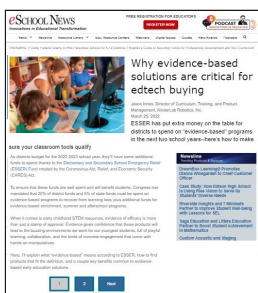 eSchool News
Innovations in Educational Transformation
FREE REGISTRATION FOR EDUCATORS
REGISTER NOW
PODCAST
Why evidence-based
solutions are critical for
edtech buying
Jason Innes, Director of Curriculum, Training, and Product
Management, KinderLab Robotics, Inc.
March 25, 2022
ESSER has put extra money on the table for
districts to spend on "evidence-based" programs
in the next two school years–here's how to make
sure your classroom tools qualify
As districts budget for the 2022-2023 school year, they'll have some additional
funds to spend thanks to the Elementary and Secondary School Emergency Relief
(ESSER) Fund created by the Coronavirus Aid, Relief, and Economic Security
(CARES) Act.
To ensure that these funds are well spent and will benefit students, Congress has
mandated that 20% of district funds and 5% of state funds must be spent on
evidence-based programs to recover from learning loss, plus additional funds for
evidence-based enrichment, summer and afterschool programs.
When it comes to early childhood STEM resources, evidence of efficacy is more
than just a stamp of approval. Evidence gives confidence that those products will
lead to the buzzing environments we want for our youngest students, full of playful
learning, collaboration, and the kinds of concrete engagement that come with
hands-on manipulatives.
Here, I'll explain what "evidence-based" means according to ESSER, how to find
products that fit the definition, and a couple key benefits common to evidence-
based early education solutions.
Newsline
DreamBox Learning® Promotes
Dianna Winegarden to Chief Customer
Officer
Case Study: How Edison High School
Is Using Rise Vision to Serve Its
Students' Diverse Needs
Riverside Insights and 7 Mindsets
Partner to Improve Student Well-being
with Lessons for SEL
Saga Education and Littera Education
Partner to Boost Student Achievement
in Mathematics
Custom Acoustic and Staging
1
2
Next